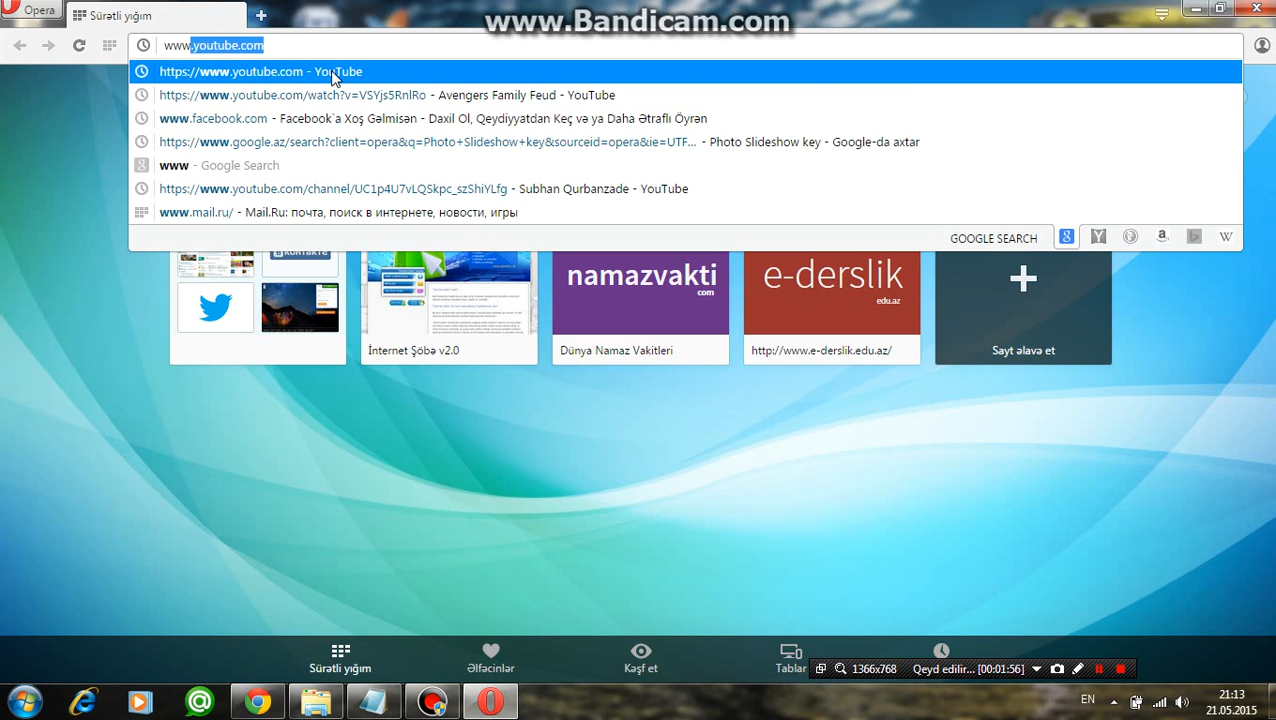 www.Bandicam.com
Opera
Sürətli yığım
www.youtube.com
https://www.youtube.com - YouTube
https://www.youtube.com/watch?v=VSYjs5RnlRo - Avengers Family Feud - YouTube
www.facebook.com - Facebook`a Xoş Gəlmisən - Daxil Ol, Qeydiyyatdan Keç və ya Daha Ətraflı Öyrən
https://www.google.az/search?client=opera&q=Photo+Slideshow+key&sourceid=opera&ie=UTF... - Photo Slideshow key - Google-da axtar
www - Google Search
https://www.youtube.com/channel/UC1p4U7vLQSkpc_szShiYLfg - Subhan Qurbanzade - YouTube
www.mail.ru/ - Mail.Ru: почта, поиск в интернете, новости, игры
GOOGLE SEARCH
namazvakti
com
e-derslik
edu.az
İnternet Şöbə v2.0
Dünya Namaz Vakitleri
http://www.e-derslik.edu.az/
Sayt əlavə et
Sürətli yığım
Əlfəcinlər
Kəşf et
Tablar
1366x768
Qeyd edilir... [00:01:56]
EN
21:13
21.05.2015